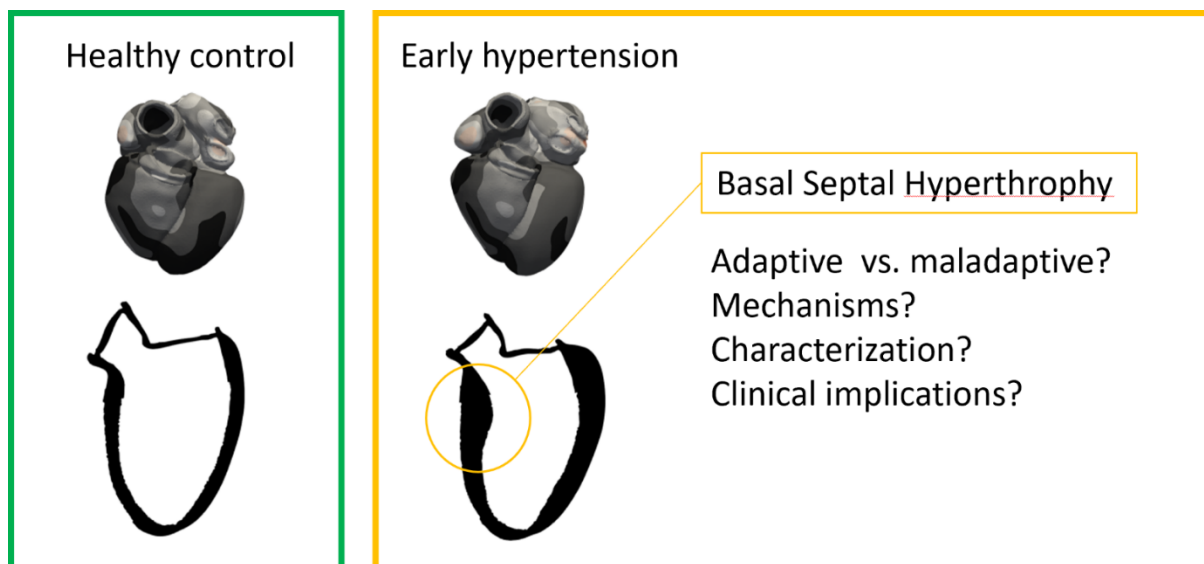 Healthy control
Early hypertension
Basal Septal Hyperthrophy
Adaptive  vs. maladaptive?
Mechanisms?
Characterization?
Clinical implications?